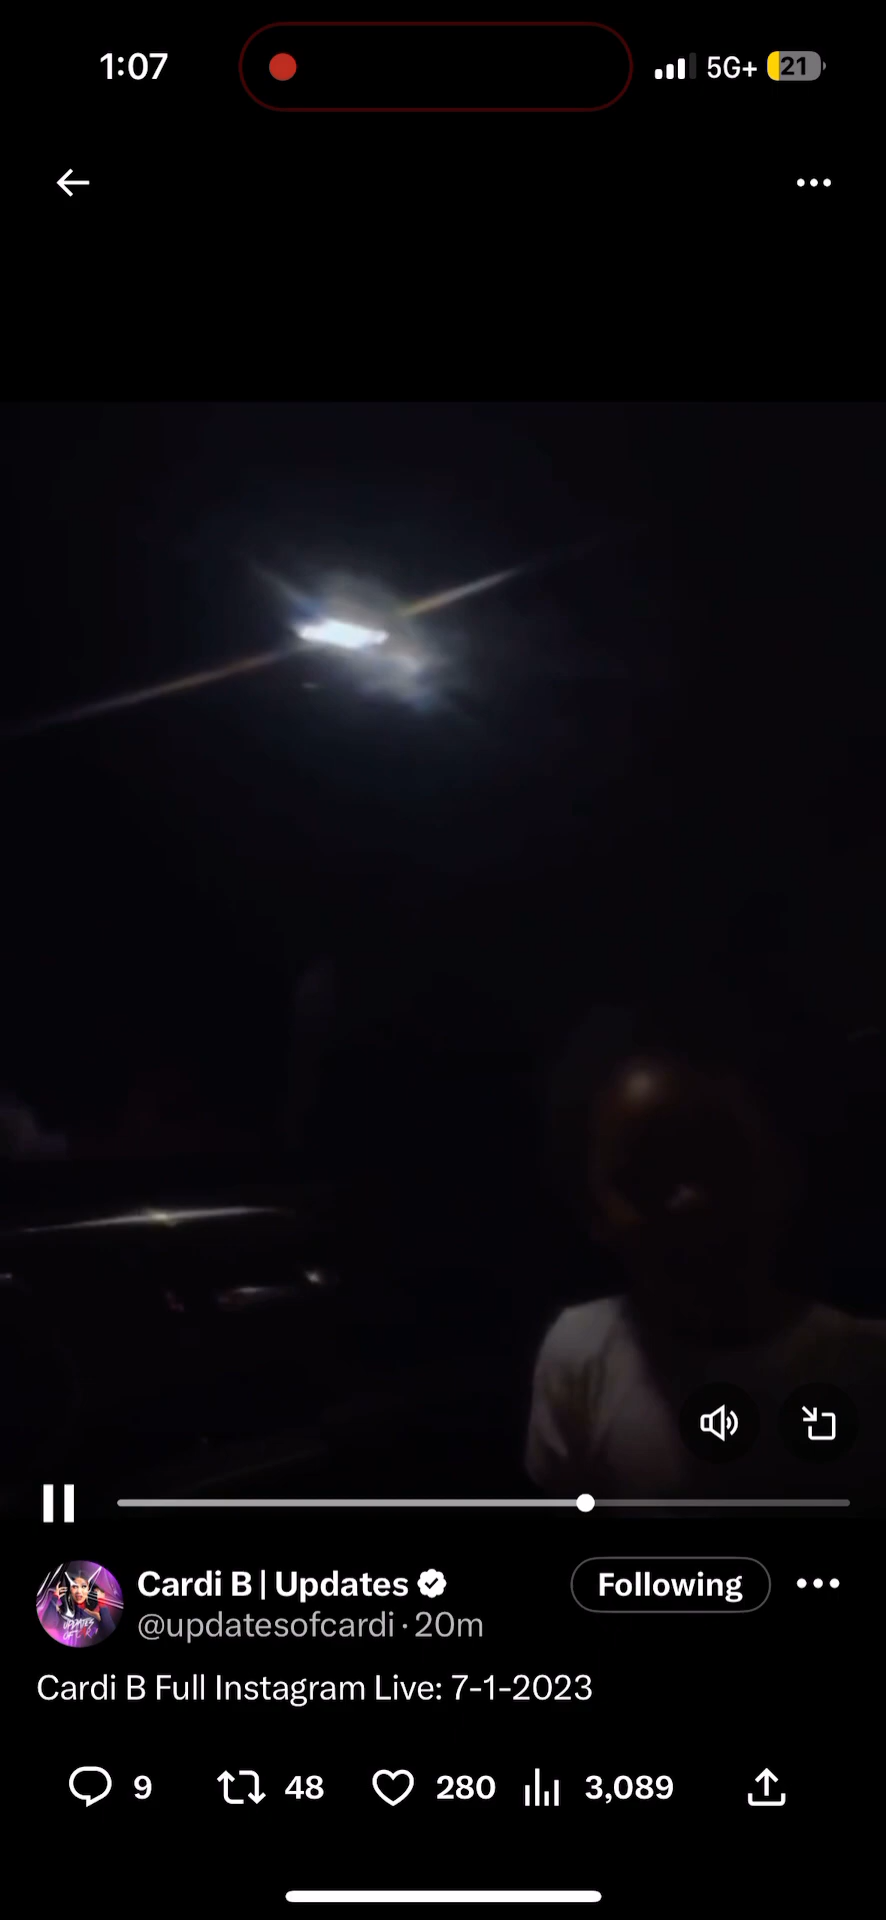 1:07 5G+ 21
Cardi B | Updates Following
@updatesofcardi · 20m
Cardi B Full Instagram Live: 7-1-2023
9 48 280 3,089